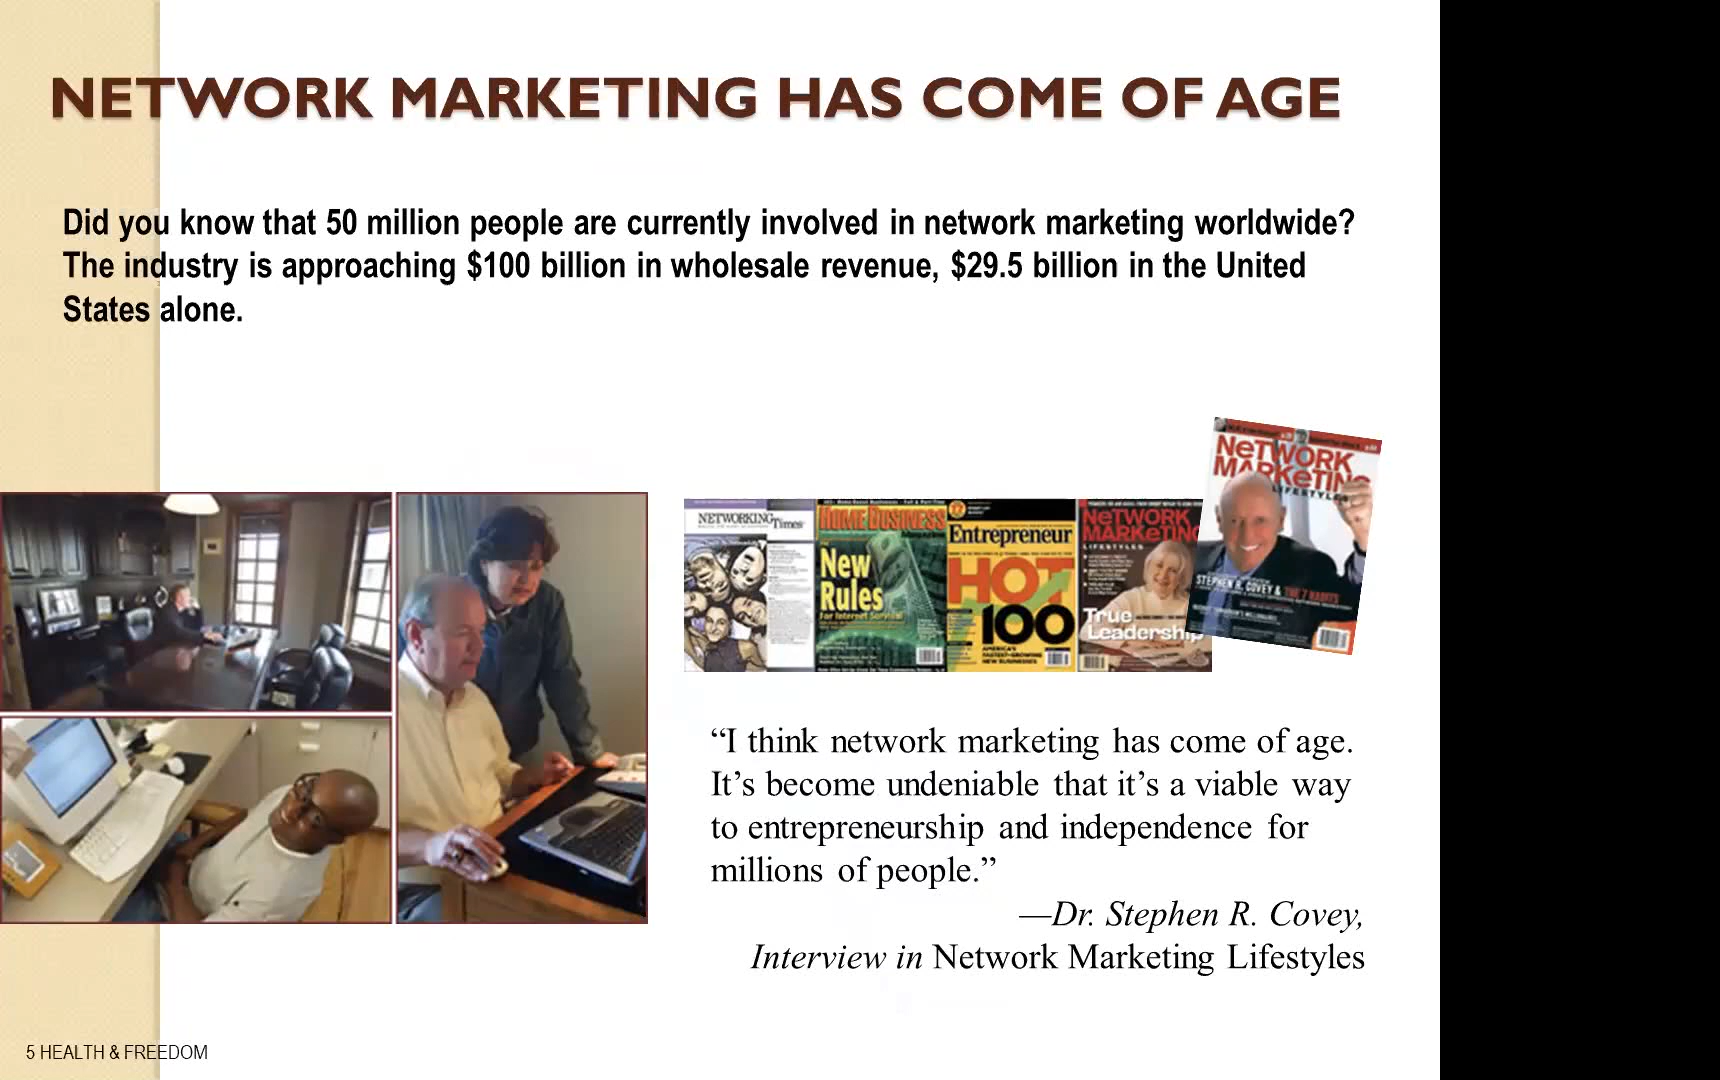 NETWORK MARKETING HAS COME OF AGE
Did you know that 50 million people are currently involved in network marketing worldwide?
The industry is approaching $100 billion in wholesale revenue, $29.5 billion in the United
States alone.
NETWORKING Times
HOME BUSINESS
Magazine
New
Rules
For Internet Survival
Entrepreneur
HOT
100
AMERICA'S
FASTEST-GROWING
NEW BUSINESSES
NETWORK
MARKETING
LIFESTYLES
True
Leadership
NETWORK
MARKETING
LIFESTYLES
STEPHEN R. COVEY & THE 7 HABITS
“I think network marketing has come of age.
It’s become undeniable that it’s a viable way
to entrepreneurship and independence for
millions of people.”
—Dr. Stephen R. Covey,
Interview in Network Marketing Lifestyles
5 HEALTH & FREEDOM